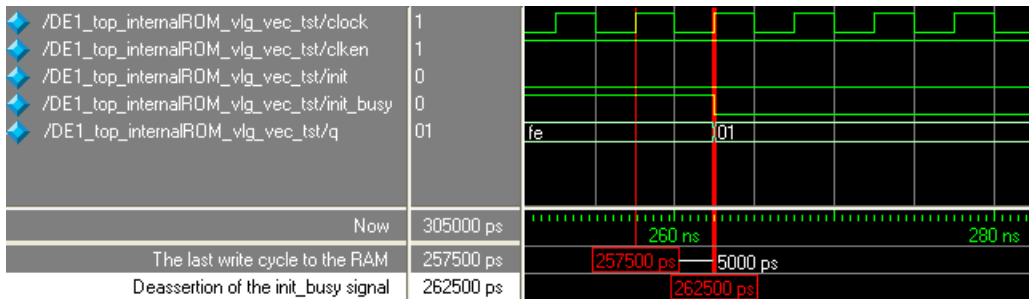 /DE1_top_internalROM_vlg_vec_tst/clock 1
/DE1_top_internalROM_vlg_vec_tst/clken 1
/DE1_top_internalROM_vlg_vec_tst/init 0
/DE1_top_internalROM_vlg_vec_tst/init_busy 0
/DE1_top_internalROM_vlg_vec_tst/q 01 fe 01
Now 305000 ps 260 ns 280 ns
The last write cycle to the RAM 257500 ps 257500 ps 5000 ps
Deassertion of the init_busy signal 262500 ps 262500 ps